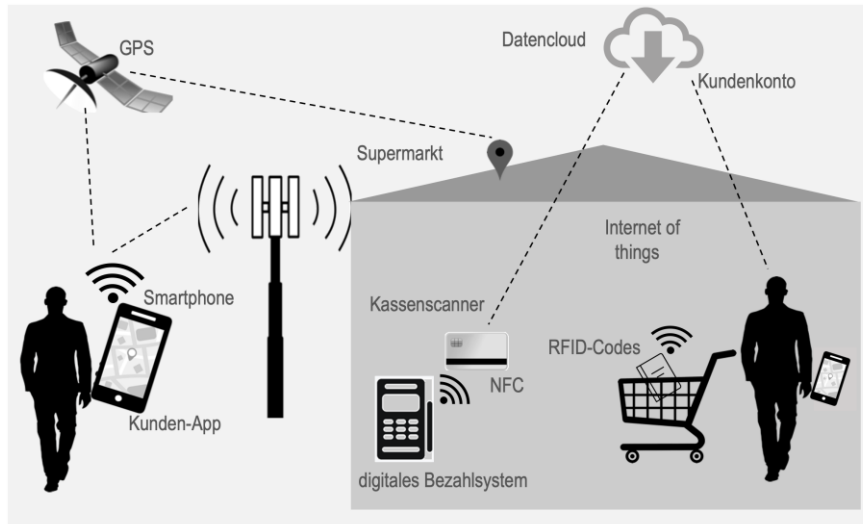 GPS
Datencloud
Kundenkonto
Supermarkt
Internet of
things
Smartphone
Kassenscanner
RFID-Codes
NFC
Kunden-App
digitales Bezahlsystem